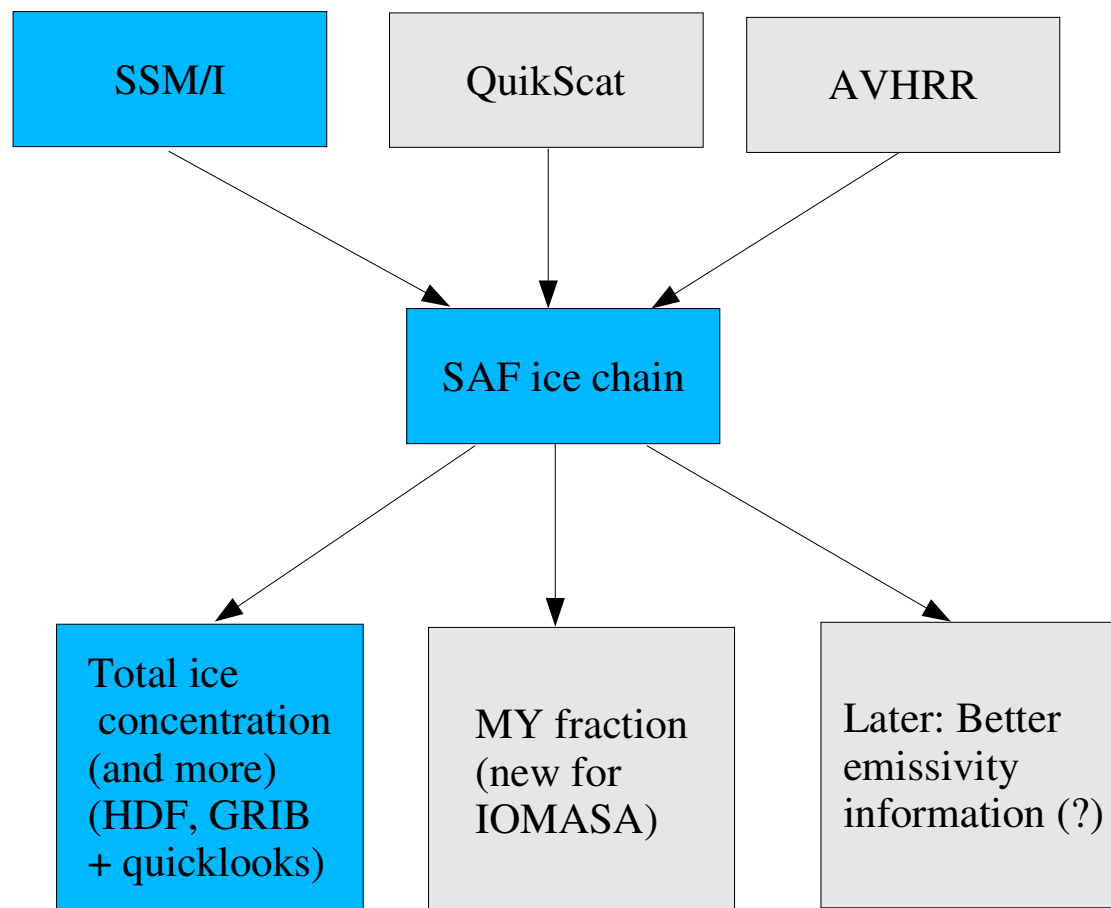 SSM/I
QuikScat
AVHRR
SAF ice chain
Total ice
concentration
(and more)
(HDF, GRIB
+ quicklooks)
MY fraction
(new for
IOMASA)
Later: Better
emissivity
information (?)